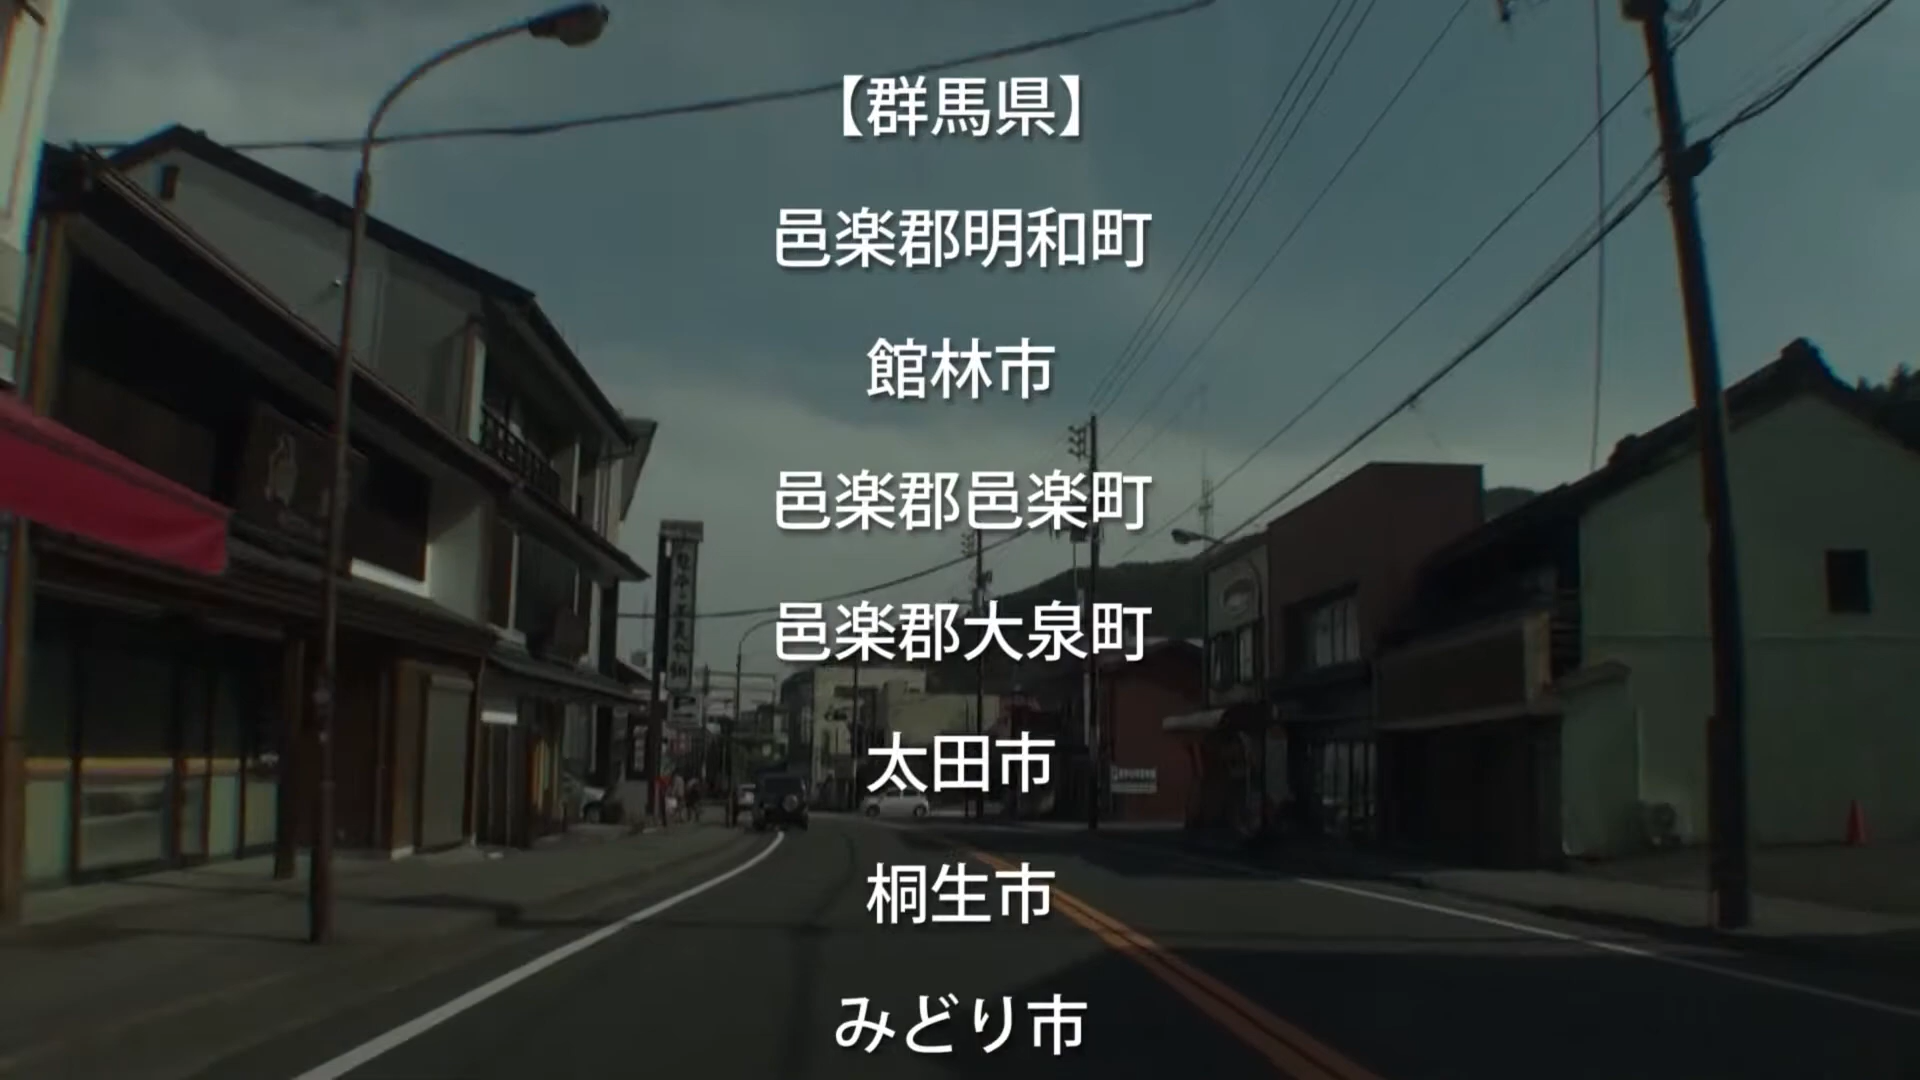 【群馬県】
邑楽郡明和町
館林市
邑楽郡邑楽町
邑楽郡大泉町
太田市
桐生市
みどり市